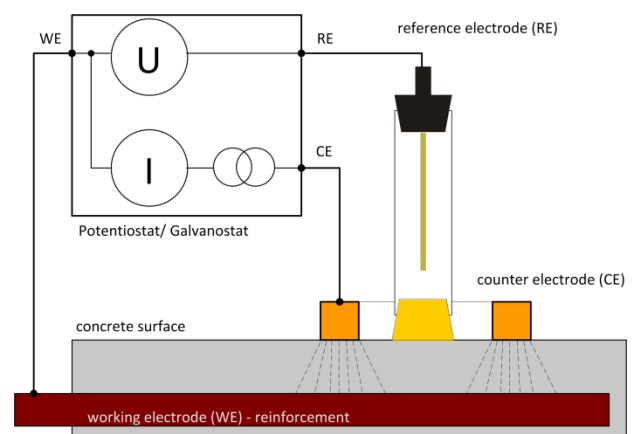 WE
RE
reference electrode (RE)
U
CE
I
Potentiostat/ Galvanostat
counter electrode (CE)
concrete surface
working electrode (WE) - reinforcement